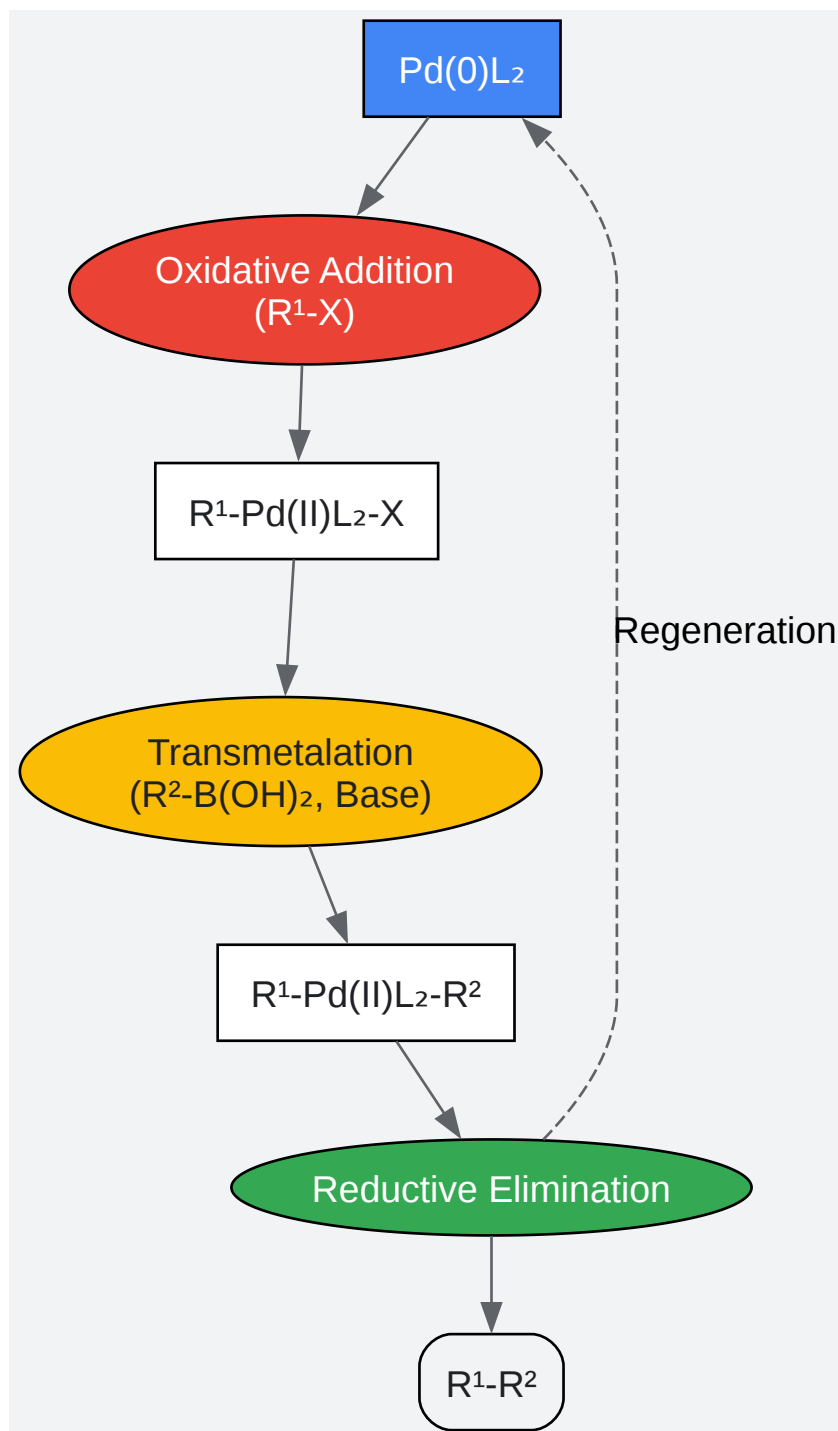 Pd(0)L₂
Oxidative Addition
(R¹-X)
R¹-Pd(II)L₂-X
Regeneration
Transmetalation
(R²-B(OH)₂, Base)
R¹-Pd(II)L₂-R²
Reductive Elimination
R¹-R²